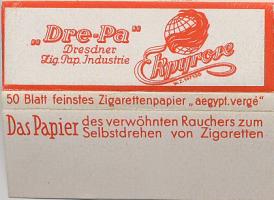 „Dre-Pa"
Dresdner
Zig. Pap. Industrie
Ekpyrose
50 Blatt feinstes Zigarettenpapier „aegypt. vergé"
Das Papier des verwöhnten Rauchers zum
Selbstdrehen von Zigaretten